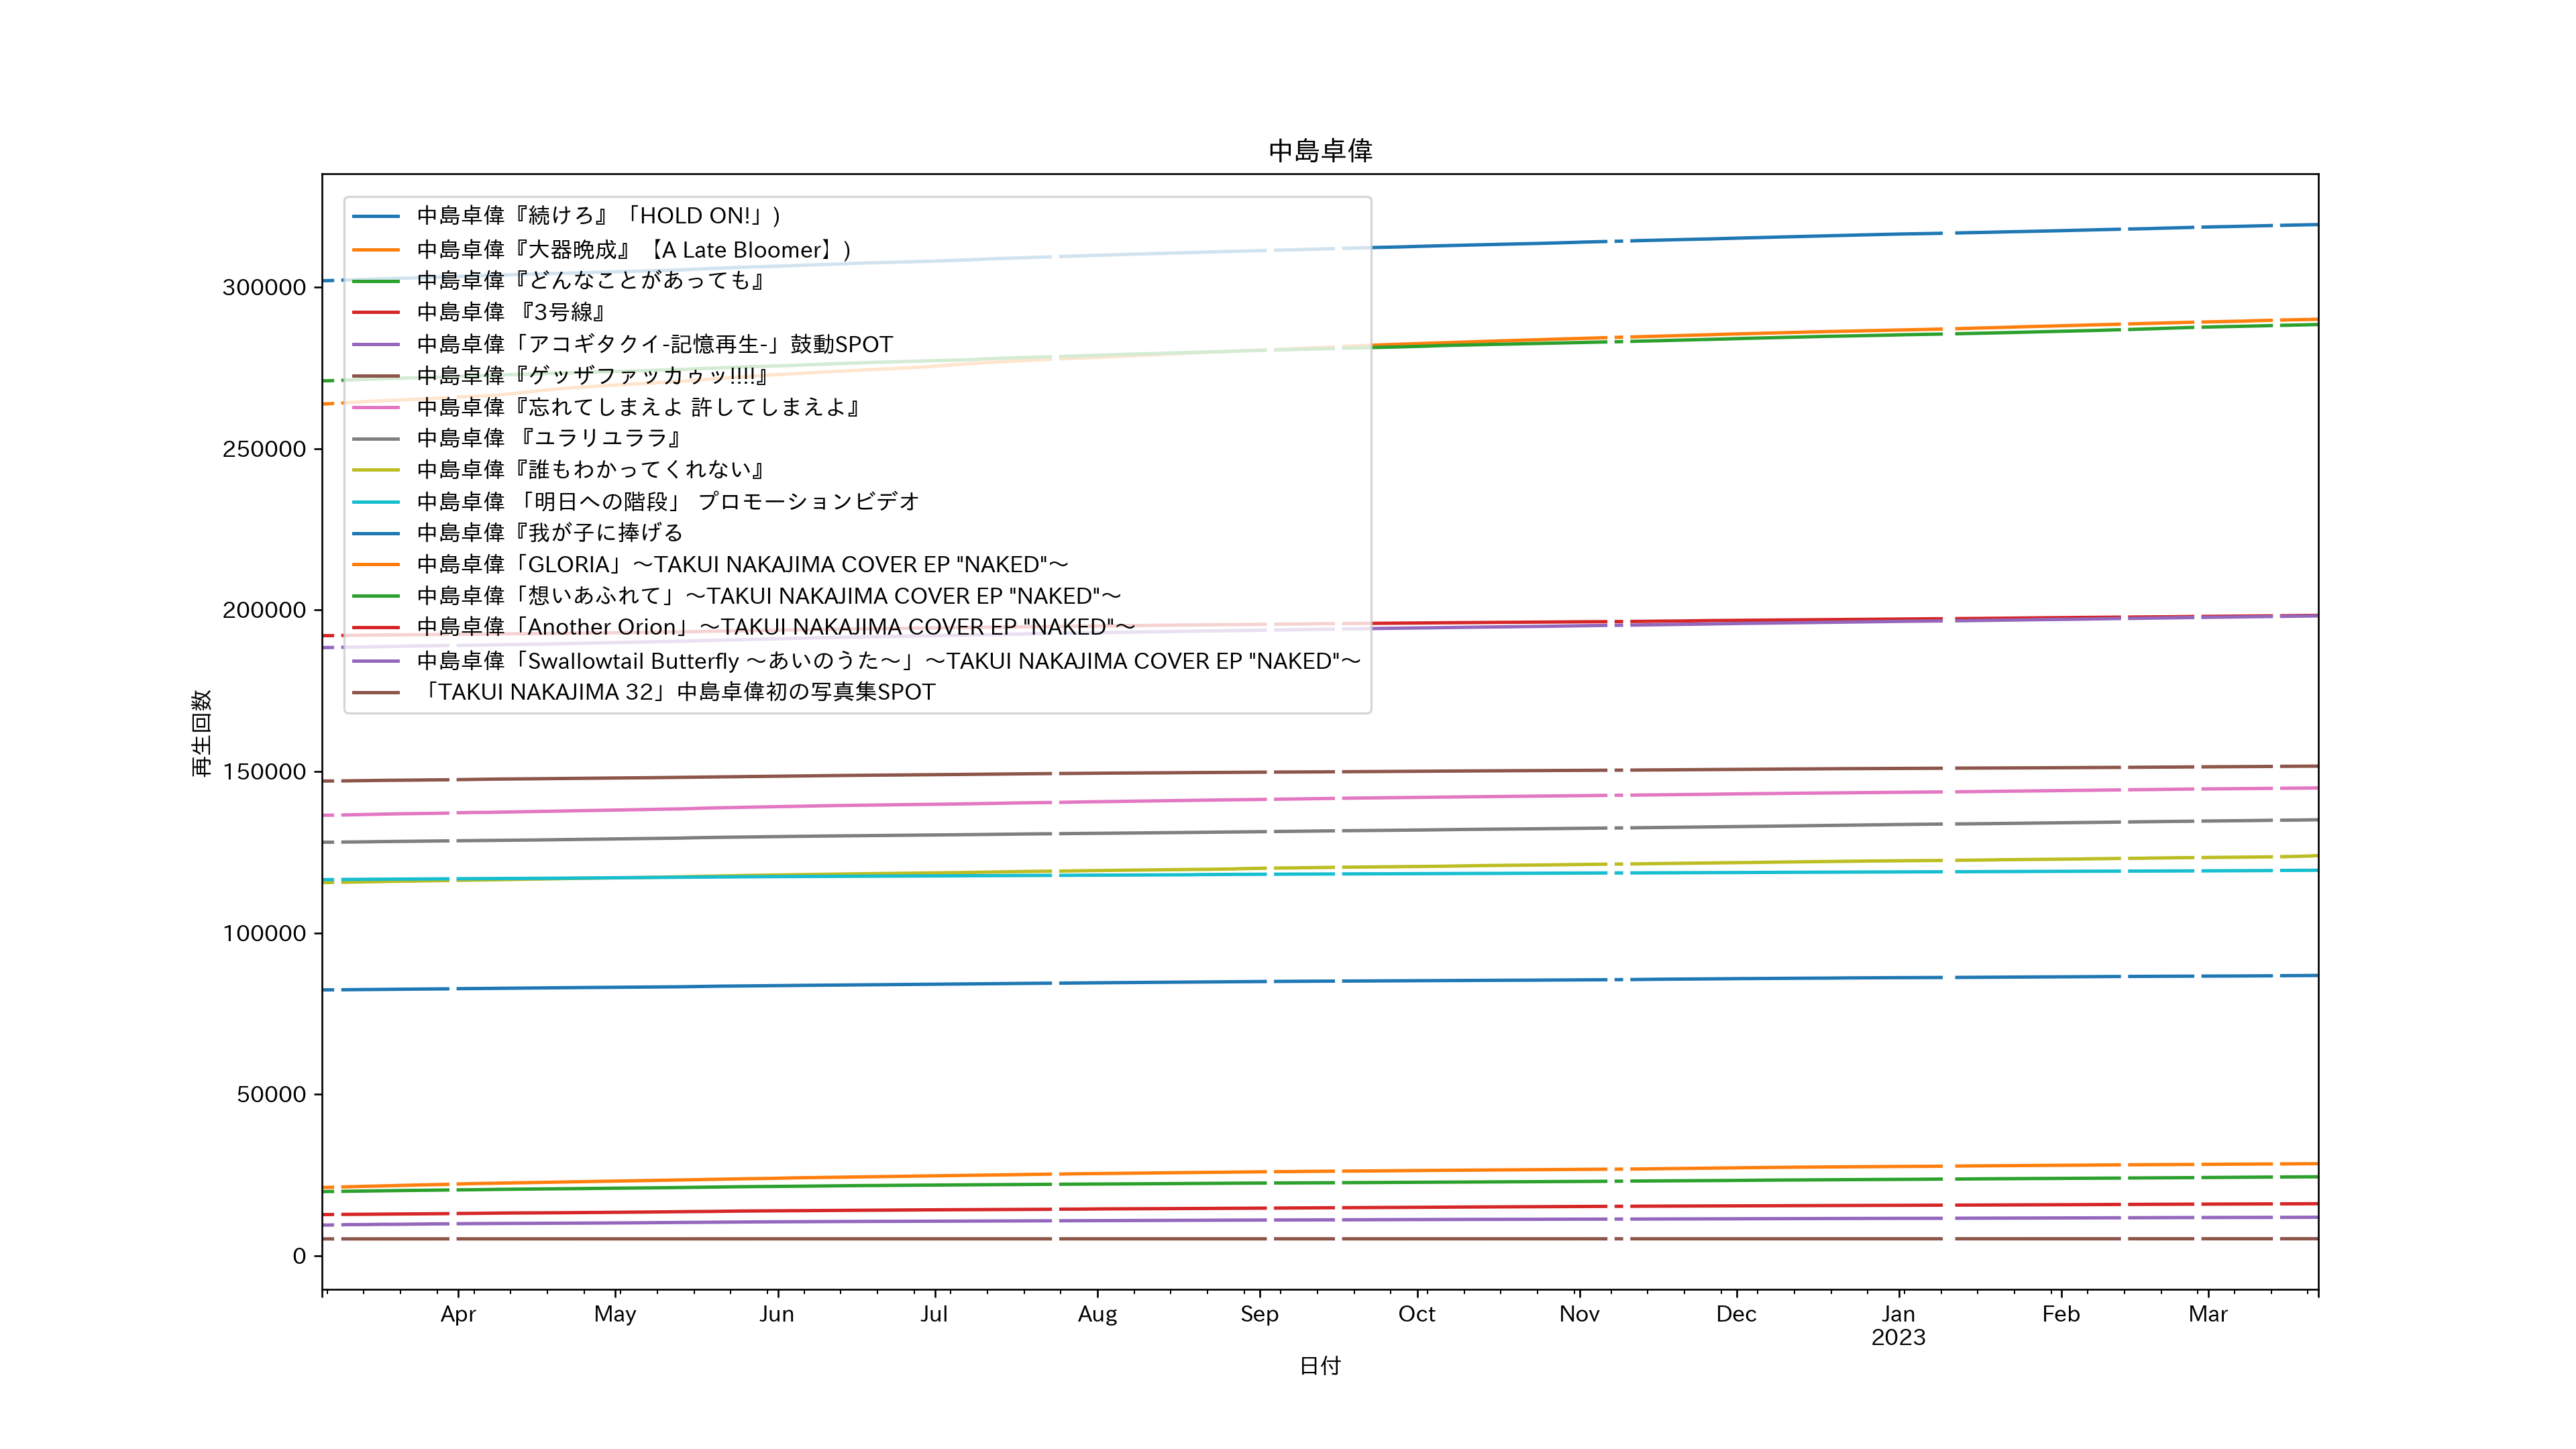 中島卓偉
中島卓偉『続けろ』「HOLD ON!」)
中島卓偉『大器晩成』【A Late Bloomer】)
中島卓偉『どんなことがあっても』
中島卓偉 『3号線』
中島卓偉「アコギタクイ-記憶再生-」鼓動SPOT
中島卓偉『ゲッザファッカゥッ!!!!』
中島卓偉『忘れてしまえよ 許してしまえよ』
中島卓偉 『ユラリユララ』
中島卓偉『誰もわかってくれない』
中島卓偉 「明日への階段」 プロモーションビデオ
中島卓偉『我が子に捧げる
中島卓偉「GLORIA」〜TAKUI NAKAJIMA COVER EP "NAKED"〜
中島卓偉「想いあふれて」〜TAKUI NAKAJIMA COVER EP "NAKED"〜
中島卓偉「Another Orion」〜TAKUI NAKAJIMA COVER EP "NAKED"〜
中島卓偉「Swallowtail Butterfly 〜あいのうた〜」〜TAKUI NAKAJIMA COVER EP "NAKED"〜
「TAKUI NAKAJIMA 32」中島卓偉初の写真集SPOT
再生回数
300000
250000
200000
150000
100000
50000
0
Apr May Jun Jul Aug Sep Oct Nov Dec Jan Feb Mar
2023
日付